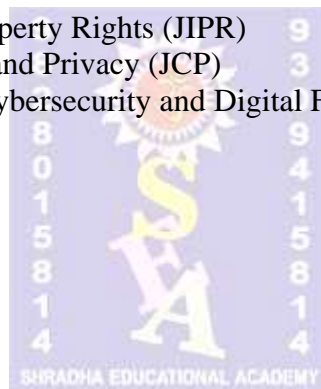 perty Rights (JIPR)
and Privacy (JCP)
ybersecurity and Digital F
S
E
A
SHRADHA EDUCATIONAL ACADEMY